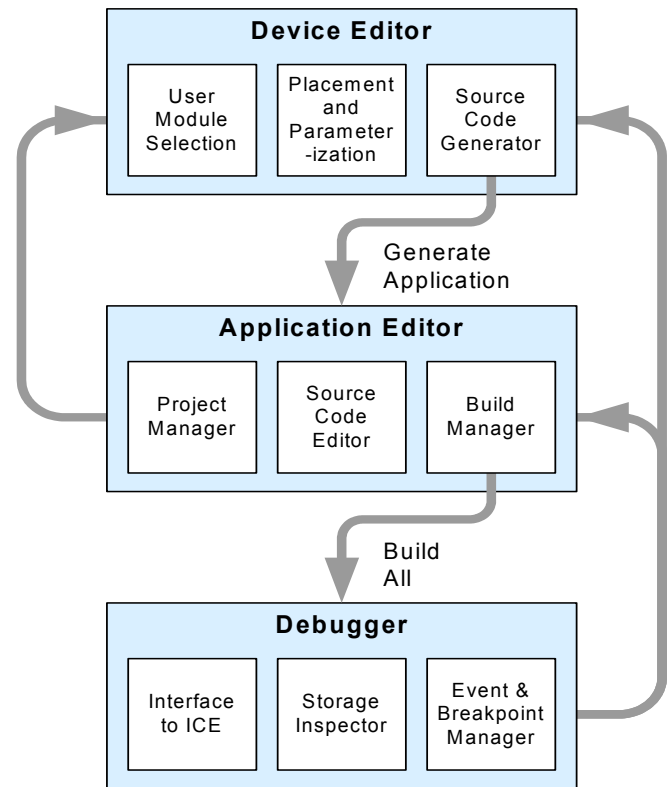 Device Editor
User
Module
Selection
Placement
and
Parameter
-ization
Source
Code
Generator
Generate
Application
Application Editor
Project
Manager
Source
Code
Editor
Build
Manager
Build
All
Debugger
Interface
to ICE
Storage
Inspector
Event &
Breakpoint
Manager